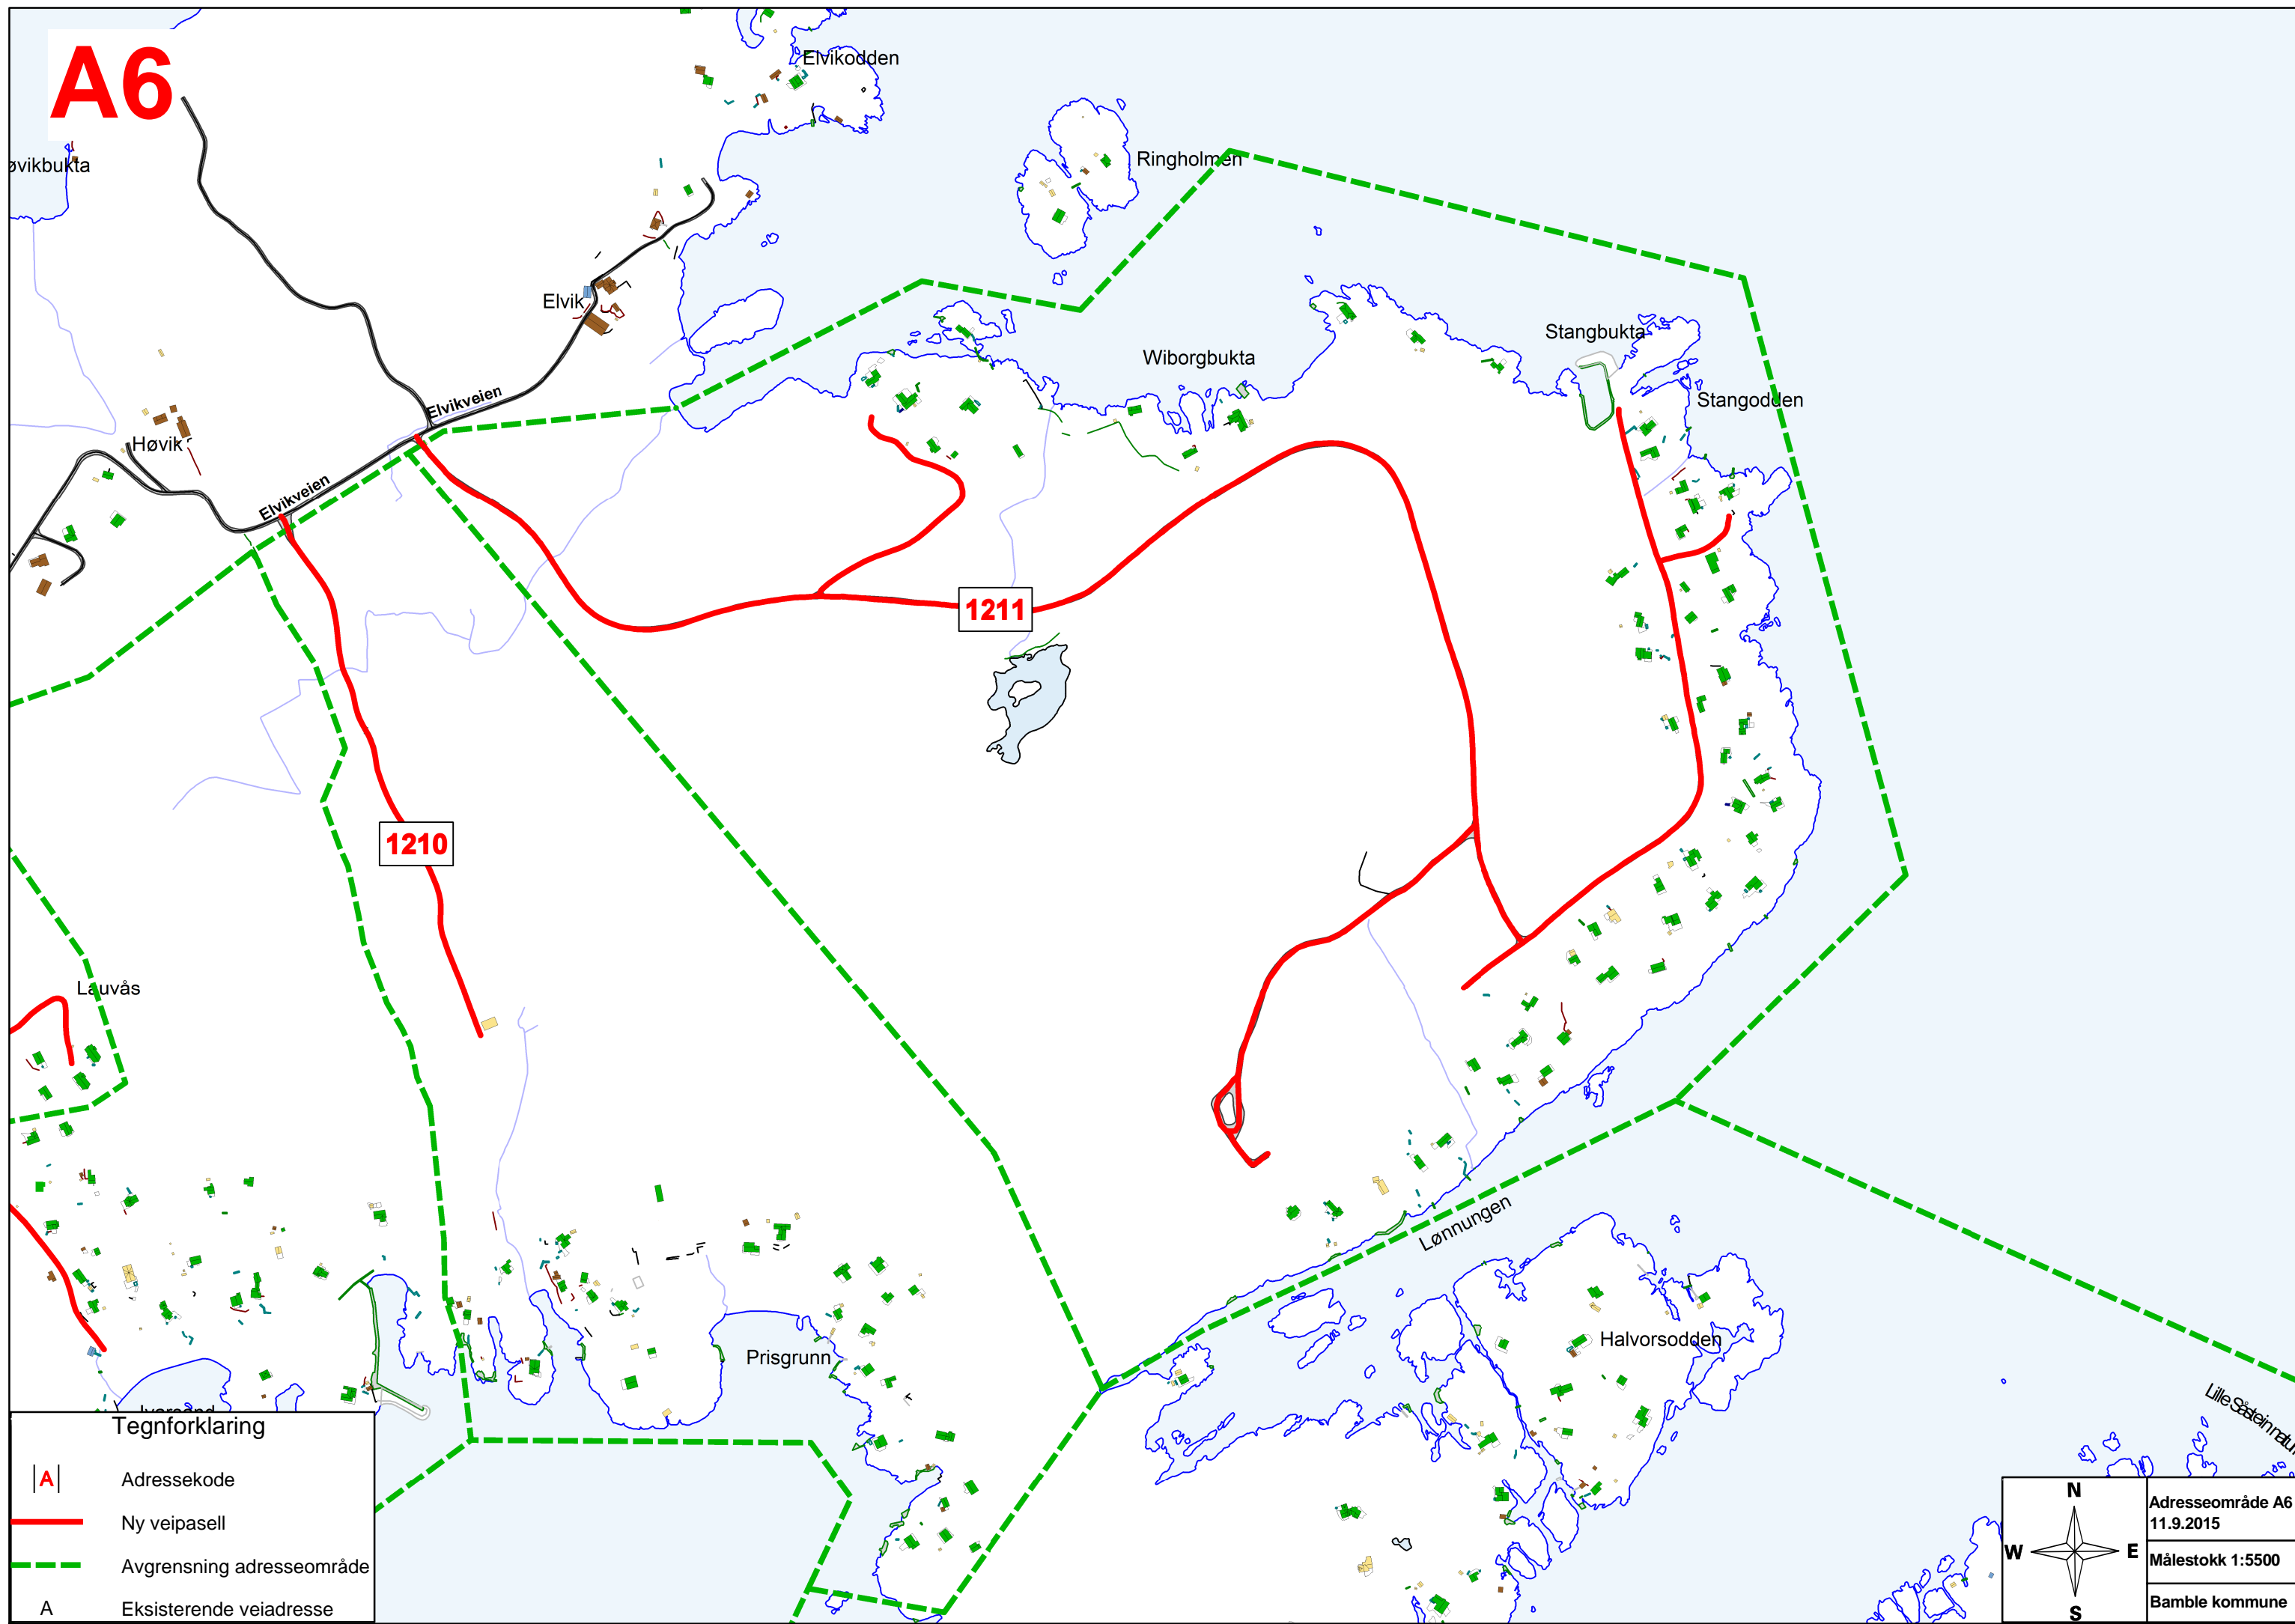 A6
Elvikodden
øvikbukta
Ringholmen
Elvik
Stangbukta
Wiborgbukta
Stangodden
Elvikveien
Høvik
Elvikveien
1211
1210
Lauvås
Lønnungen
Halvorsodden
Prisgrunn
Tegnforklaring
A Adressekode
Ny veipasell
Avgrensning adresseområde
A Eksisterende veiadresse
N
W E
S
Adresseområde A6
11.9.2015
Målestokk 1:5500
Bamble kommune